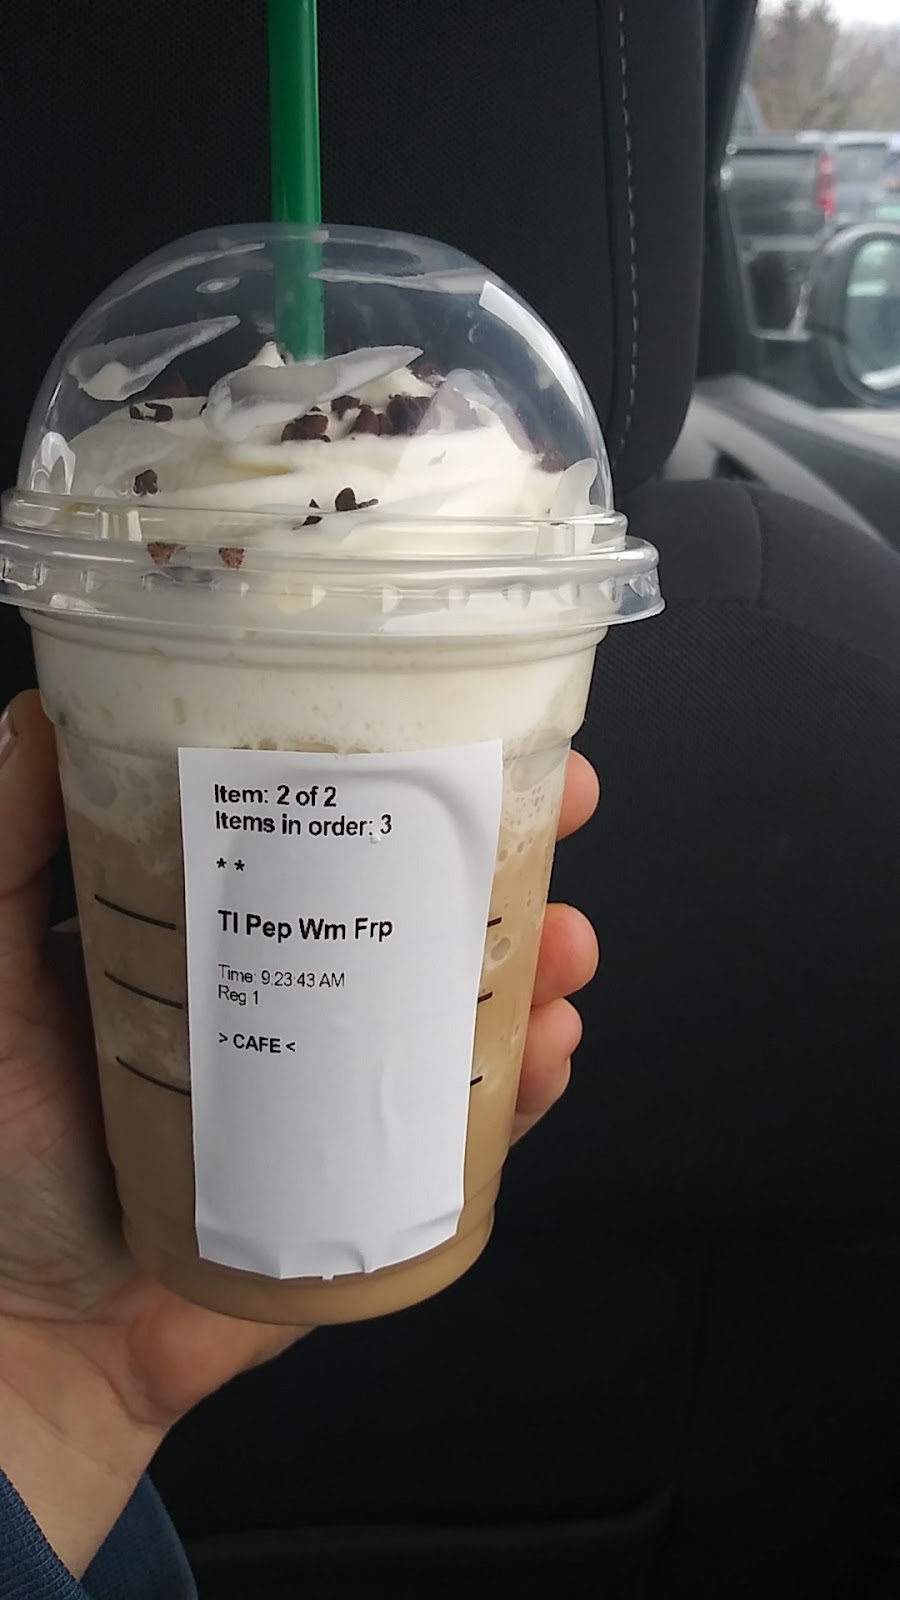 Item: 2 of 2
Items in order: 3
* *
Tl Pep Wm Frp
Time: 9:23:43 AM
Reg 1
> CAFE <